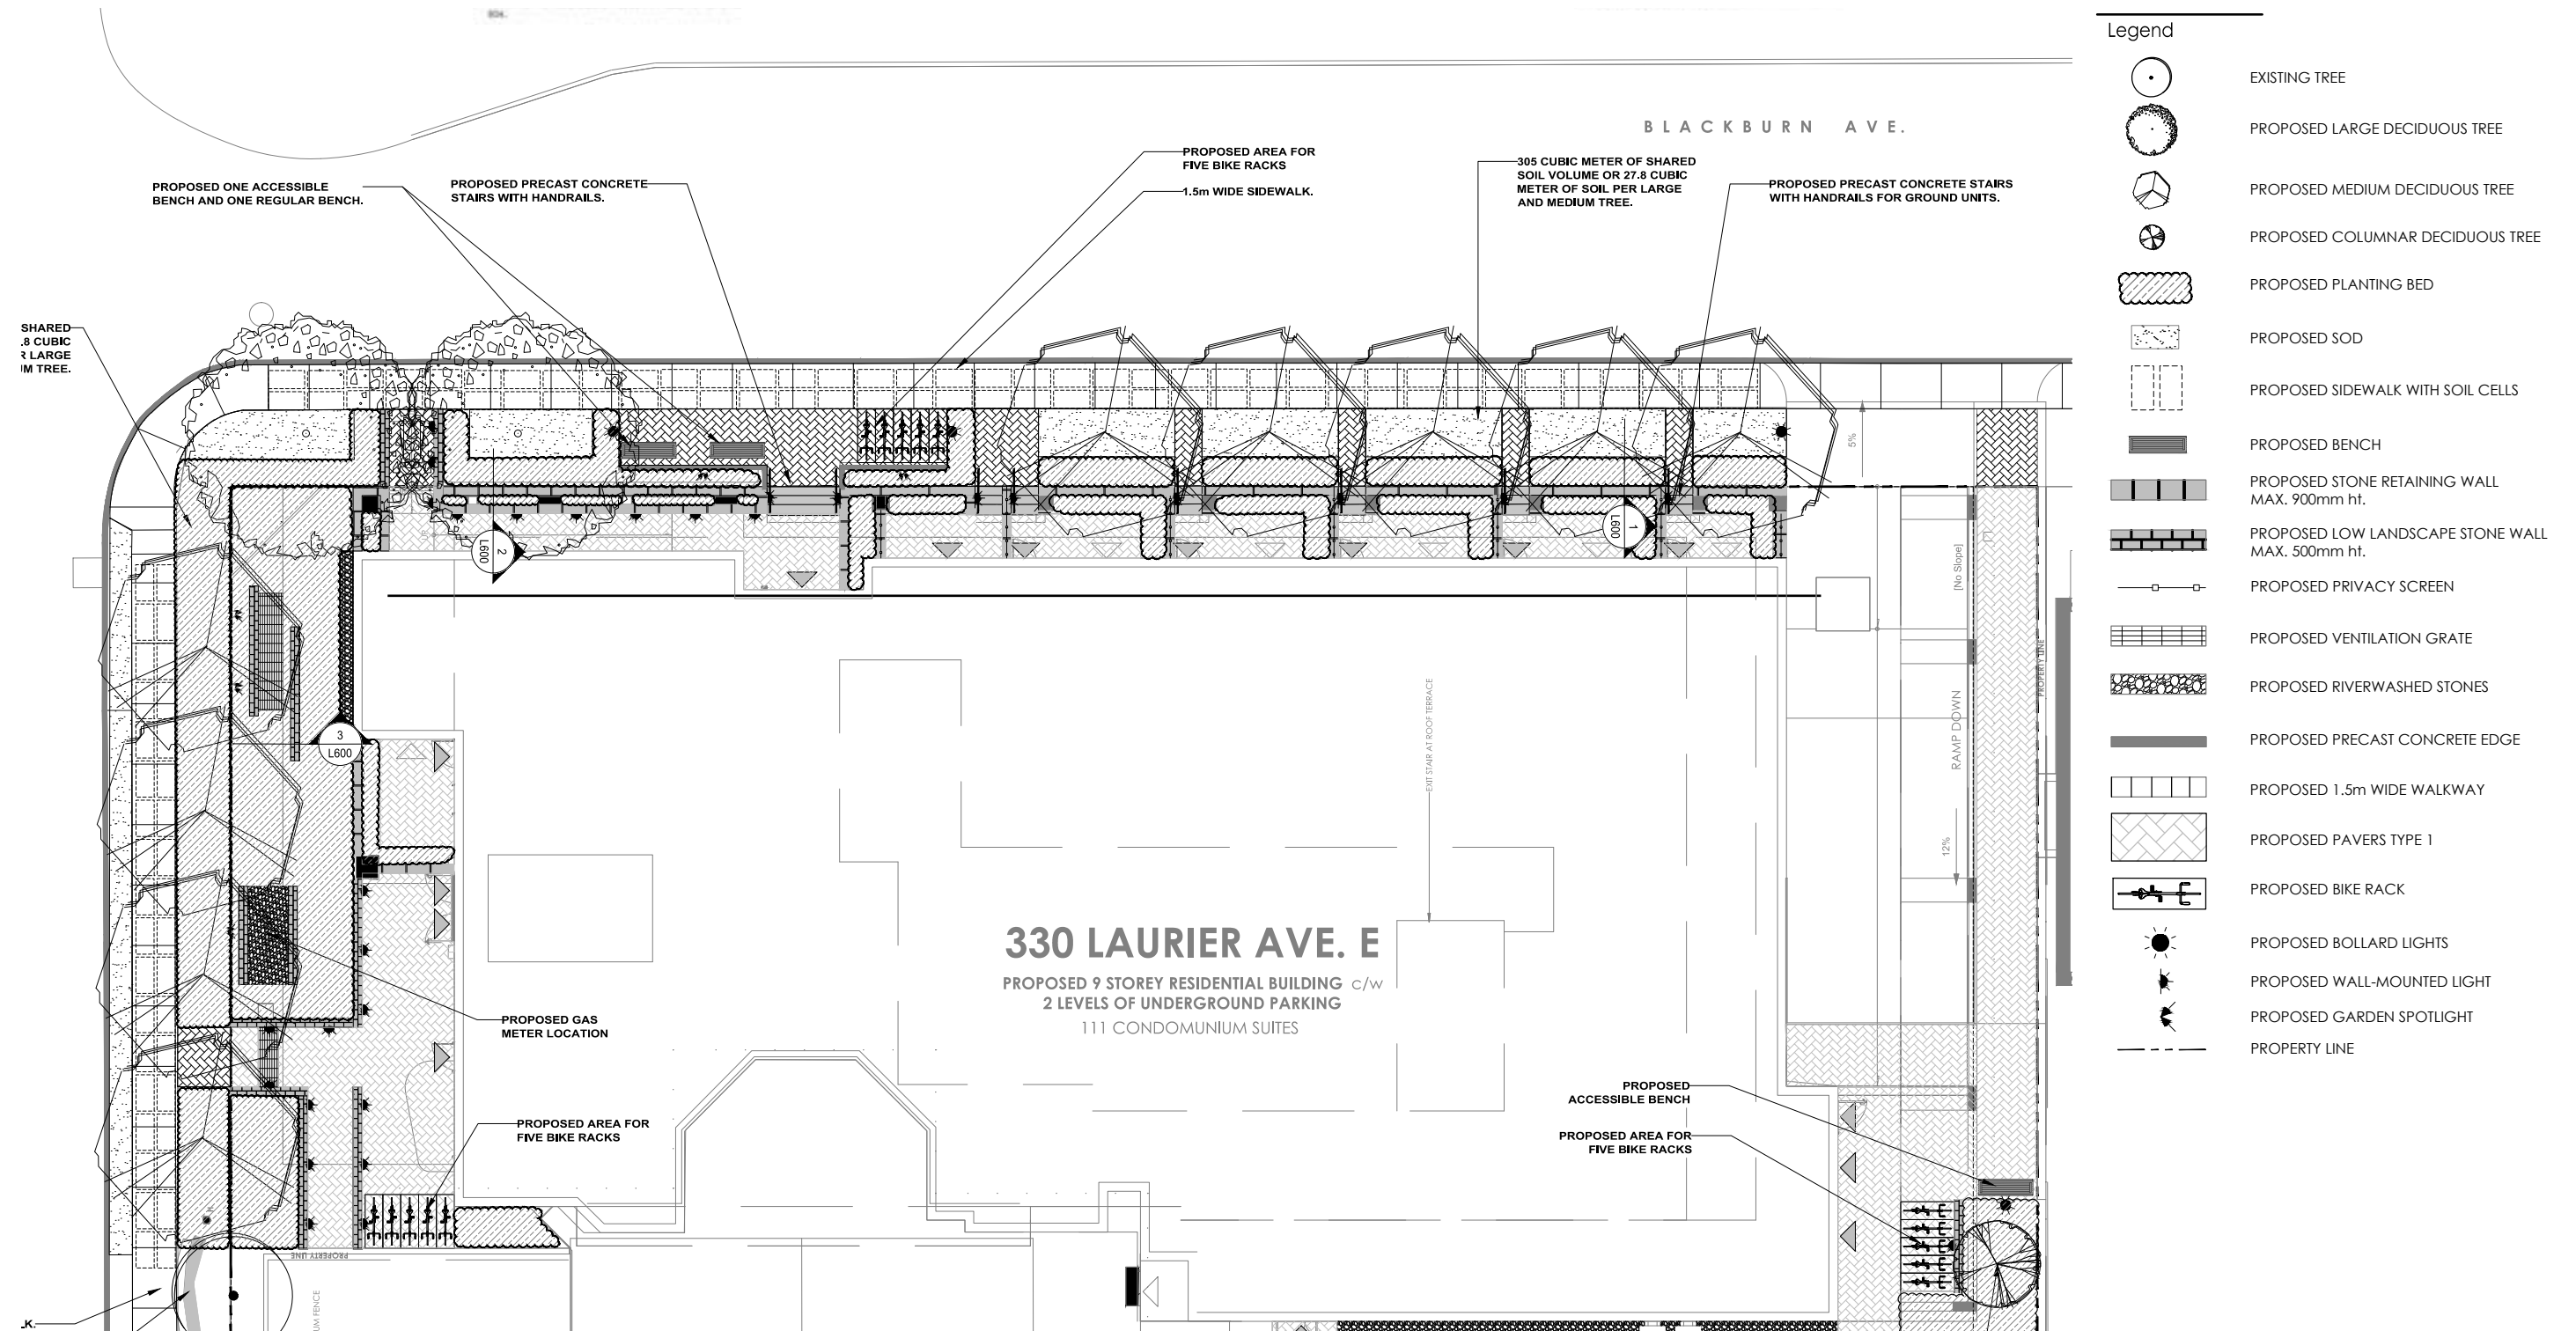 BLACKBURN AVE.
PROPOSED ONE ACCESSIBLE
BENCH AND ONE REGULAR BENCH.
PROPOSED PRECAST CONCRETE
STAIRS WITH HANDRAILS.
PROPOSED AREA FOR
FIVE BIKE RACKS
1.5m WIDE SIDEWALK.
305 CUBIC METER OF SHARED
SOIL VOLUME OR 27.8 CUBIC
METER OF SOIL PER LARGE
AND MEDIUM TREE.
PROPOSED PRECAST CONCRETE STAIRS
WITH HANDRAILS FOR GROUND UNITS.
SHARED
.8 CUBIC
R LARGE
M TREE.
5%
2
L600
1
L600
[No Slope]
3
L600
PROPERTY LINE
EXIT STAIR AT ROOF TERRACE
RAMP DOWN
12%
330 LAURIER AVE. E
PROPOSED 9 STOREY RESIDENTIAL BUILDING c/w
2 LEVELS OF UNDERGROUND PARKING
111 CONDOMUNIUM SUITES
PROPOSED GAS
METER LOCATION
PROPOSED AREA FOR
FIVE BIKE RACKS
PROPOSED
ACCESSIBLE BENCH
PROPOSED AREA FOR
FIVE BIKE RACKS
PROPERTY LINE
UM FENCE
.K.
Legend
EXISTING TREE
PROPOSED LARGE DECIDUOUS TREE
PROPOSED MEDIUM DECIDUOUS TREE
PROPOSED COLUMNAR DECIDUOUS TREE
PROPOSED PLANTING BED
PROPOSED SOD
PROPOSED SIDEWALK WITH SOIL CELLS
PROPOSED BENCH
PROPOSED STONE RETAINING WALL
MAX. 900mm ht.
PROPOSED LOW LANDSCAPE STONE WALL
MAX. 500mm ht.
PROPOSED PRIVACY SCREEN
PROPOSED VENTILATION GRATE
PROPOSED RIVERWASHED STONES
PROPOSED PRECAST CONCRETE EDGE
PROPOSED 1.5m WIDE WALKWAY
PROPOSED PAVERS TYPE 1
PROPOSED BIKE RACK
PROPOSED BOLLARD LIGHTS
PROPOSED WALL-MOUNTED LIGHT
PROPOSED GARDEN SPOTLIGHT
PROPERTY LINE